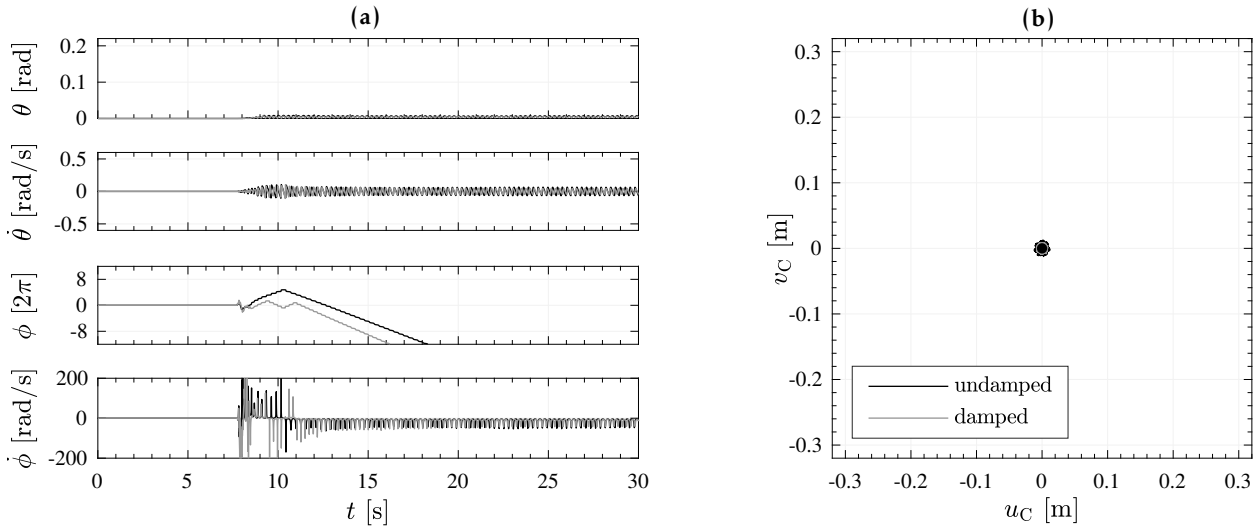 (a)
θ [rad]
0.2
0.1
0
θ̇ [rad/s]
0.5
0
-0.5
ϕ [2π]
8
0
-8
ϕ̇ [rad/s]
200
0
-200
0 5 10 15 20 25 30
t [s]
(b)
v_C [m]
0.3
0.2
0.1
0
-0.1
-0.2
-0.3
undamped
damped
-0.3 -0.2 -0.1 0 0.1 0.2 0.3
u_C [m]